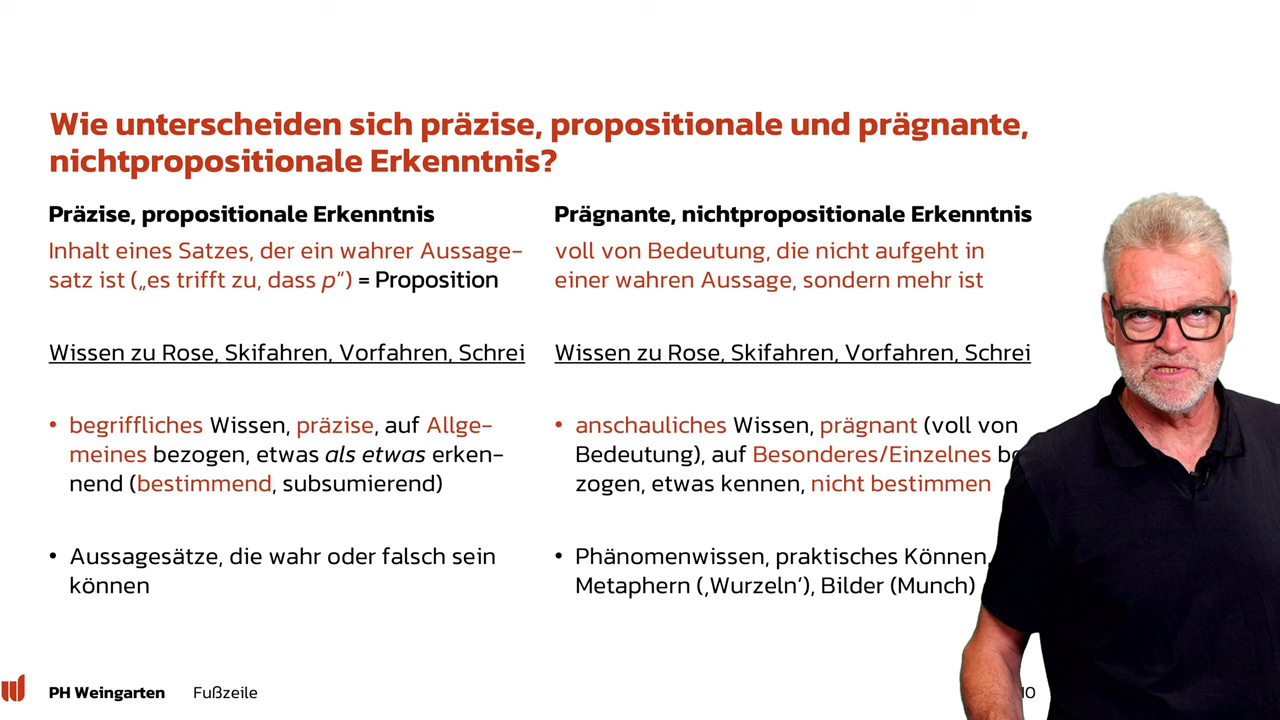 Wie unterscheiden sich präzise, propositionale und prägnante,
nichtpropositionale Erkenntnis?
Präzise, propositionale Erkenntnis
Inhalt eines Satzes, der ein wahrer Aussage-
satz ist („es trifft zu, dass p“) = Proposition
Wissen zu Rose, Skifahren, Vorfahren, Schrei
• begriffliches Wissen, präzise, auf Allge-
meines bezogen, etwas als etwas erken-
nend (bestimmend, subsumierend)
• Aussagesätze, die wahr oder falsch sein
können
Prägnante, nichtpropositionale Erkenntnis
voll von Bedeutung, die nicht aufgeht in
einer wahren Aussage, sondern mehr ist
Wissen zu Rose, Skifahren, Vorfahren, Schrei
• anschauliches Wissen, prägnant (voll von
Bedeutung), auf Besonderes/Einzelnes
zogen, etwas kennen, nicht bestimmen
• Phänomenwissen, praktisches Können,
Metaphern (‚Wurzeln‘), Bilder (Munch)
PH Weingarten Fußzeile
10